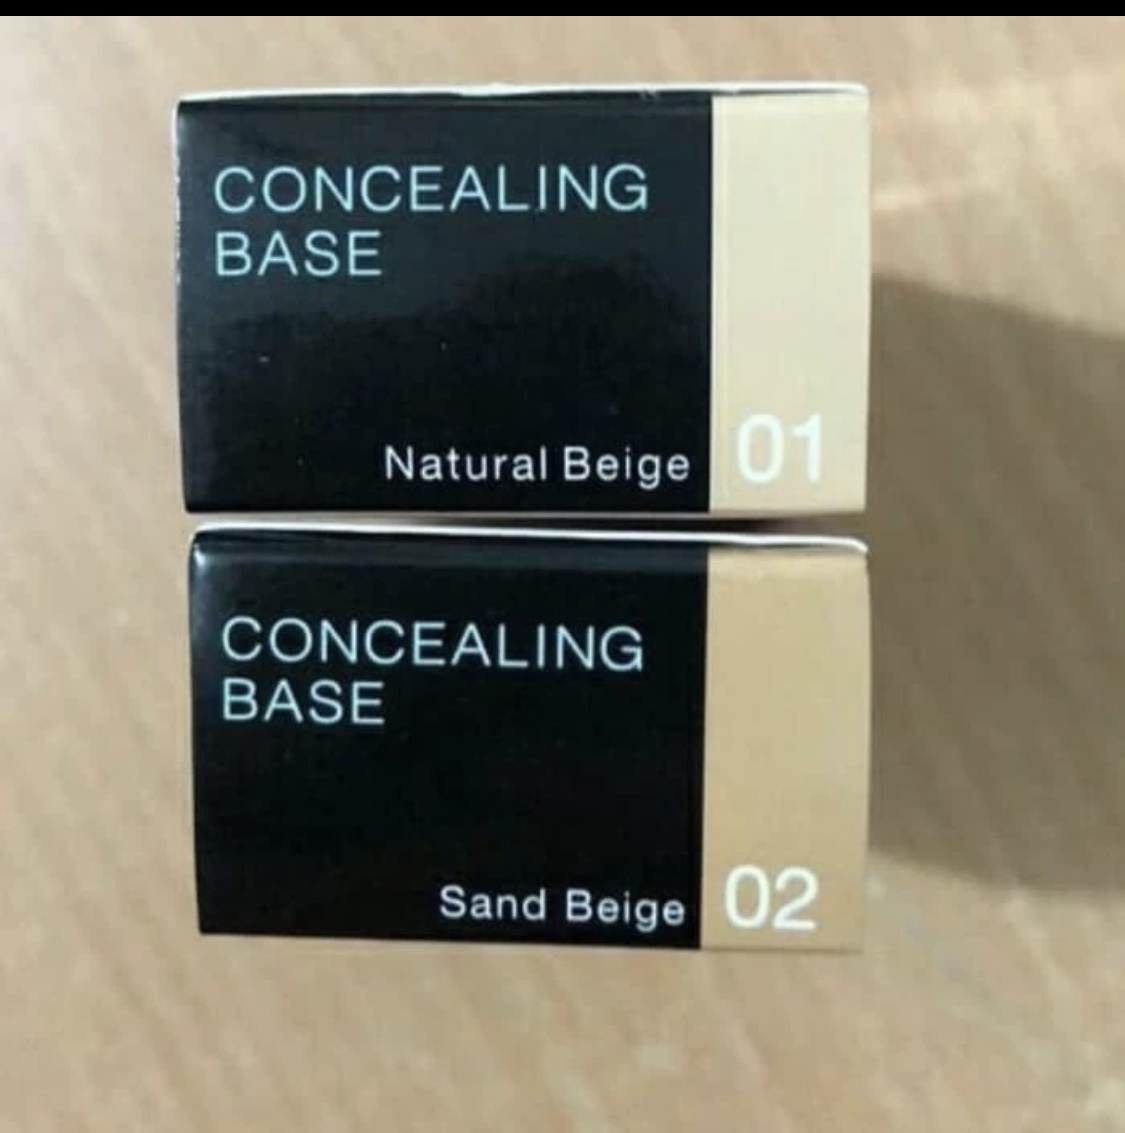 CONCEALING
BASE
Natural Beige 01
CONCEALING
BASE
Sand Beige 02